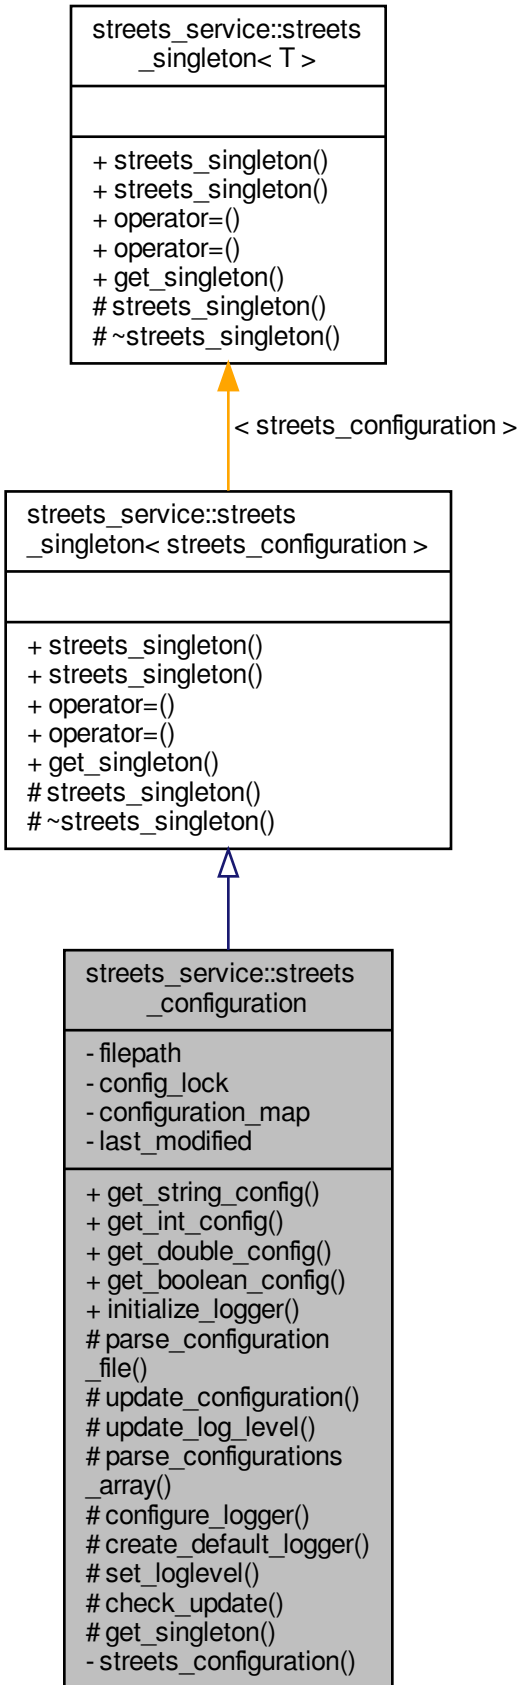 streets_service::streets
_singleton< T >
+ streets_singleton()
+ streets_singleton()
+ operator=()
+ operator=()
+ get_singleton()
# streets_singleton()
# ~streets_singleton()
< streets_configuration >
streets_service::streets
_singleton< streets_configuration >
+ streets_singleton()
+ streets_singleton()
+ operator=()
+ operator=()
+ get_singleton()
# streets_singleton()
# ~streets_singleton()
streets_service::streets
_configuration
- filepath
- config_lock
- configuration_map
- last_modified
+ get_string_config()
+ get_int_config()
+ get_double_config()
+ get_boolean_config()
+ initialize_logger()
# parse_configuration
_file()
# update_configuration()
# update_log_level()
# parse_configurations
_array()
# configure_logger()
# create_default_logger()
# set_loglevel()
# check_update()
# get_singleton()
- streets_configuration()